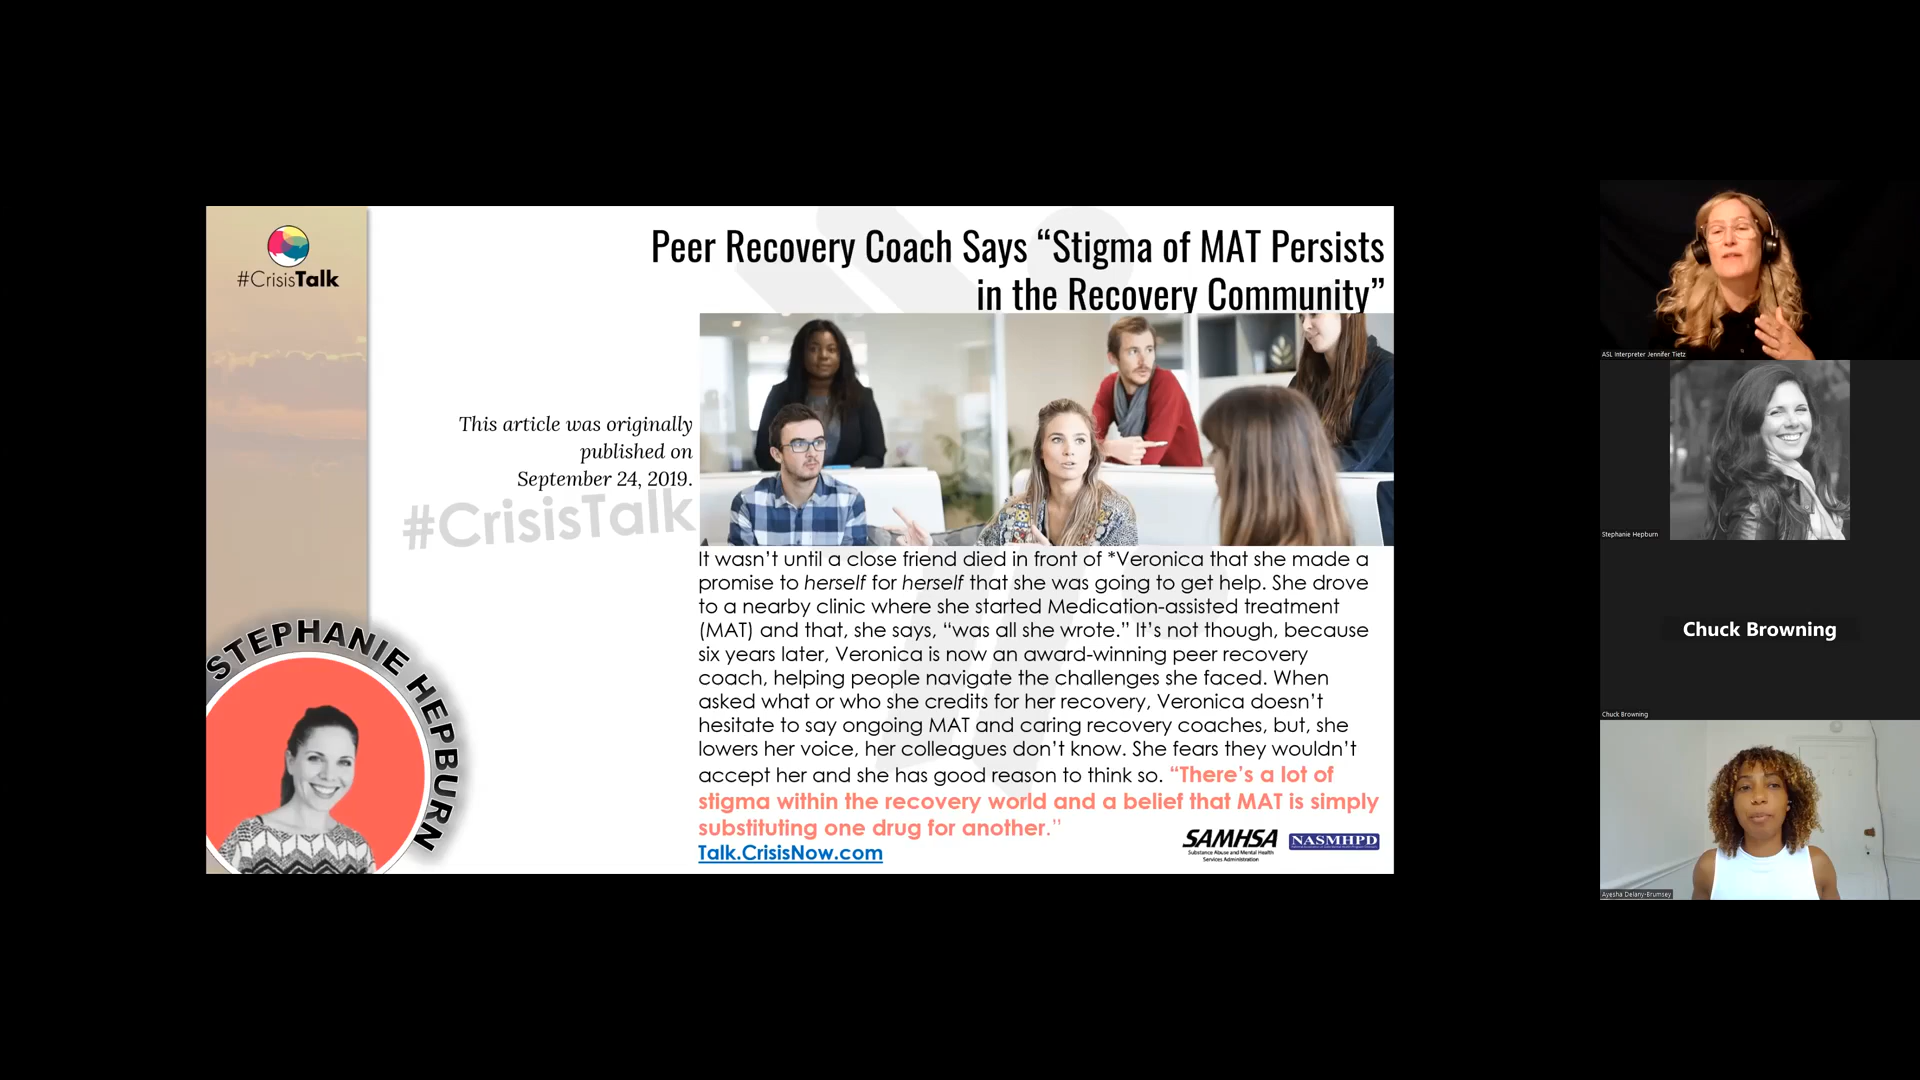 Peer Recovery Coach Says “Stigma of MAT Persists
in the Recovery Community”
#CrisisTalk
This article was originally
published on
September 24, 2019.
#CrisisTalk
It wasn’t until a close friend died in front of *Veronica that she made a
promise to herself for herself that she was going to get help. She drove
to a nearby clinic where she started Medication-assisted treatment
(MAT) and that, she says, “was all she wrote.” It’s not though, because
six years later, Veronica is now an award-winning peer recovery
coach, helping people navigate the challenges she faced. When
asked what or who she credits for her recovery, Veronica doesn’t
hesitate to say ongoing MAT and caring recovery coaches, but, she
lowers her voice, her colleagues don’t know. She fears they wouldn’t
accept her and she has good reason to think so. “There’s a lot of
stigma within the recovery world and a belief that MAT is simply
substituting one drug for another.”
Talk.CrisisNow.com
STEPHANIE HEPBURN
SAMHSA
Substance Abuse and Mental Health
Services Administration
NASMHPD
ASL Interpreter Jennifer Tietz
Stephanie Hepburn
Chuck Browning
Chuck Browning
Ayesha Delany-Brumsey